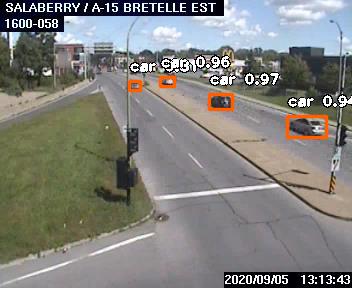 SALABERRY / A-15 BRETELLE EST
1600-058
car 0.96
car 0.97
car 0.94
2020/09/05 13:13:43